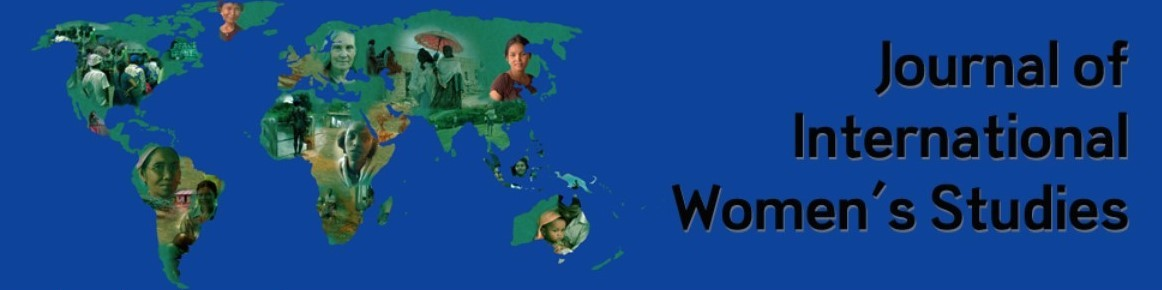 Journal of
International
Women´s Studies